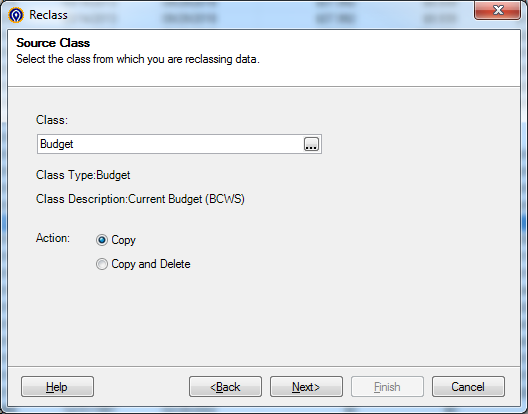 Reclass
Source Class
Select the class from which you are reclassing data.
Class:
Budget
...
Class Type:Budget
Class Description:Current Budget (BCWS)
Action:
Copy
Copy and Delete
Help
<Back
Next>
Finish
Cancel